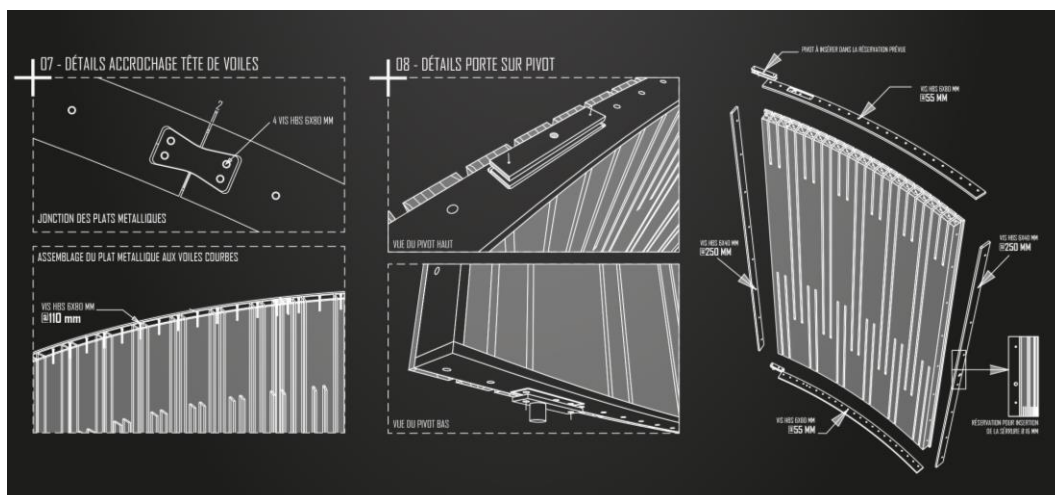 07 - DÉTAILS ACCROCHAGE TÊTE DE VOILES
4 VIS HBS 6X80 MM
JONCTION DES PLATS METALLIQUES
ASSEMBLAGE DU PLAT METALLIQUE AUX VOILES COURBES
VIS HBS 6X80 MM
110 mm
08 - DÉTAILS PORTE SUR PIVOT
VUE DU PIVOT HAUT
VUE DU PIVOT BAS
PIVOT À INSÉRER DANS LA RÉSERVATION PRÉVUE
VIS HBS 6X80 MM
55 MM
VIS HBS 6X40 MM
250 MM
VIS HBS 6X40 MM
250 MM
VIS HBS 6X80 MM
55 MM
RÉSERVATION POUR INSERTION
DE LA SERRURE